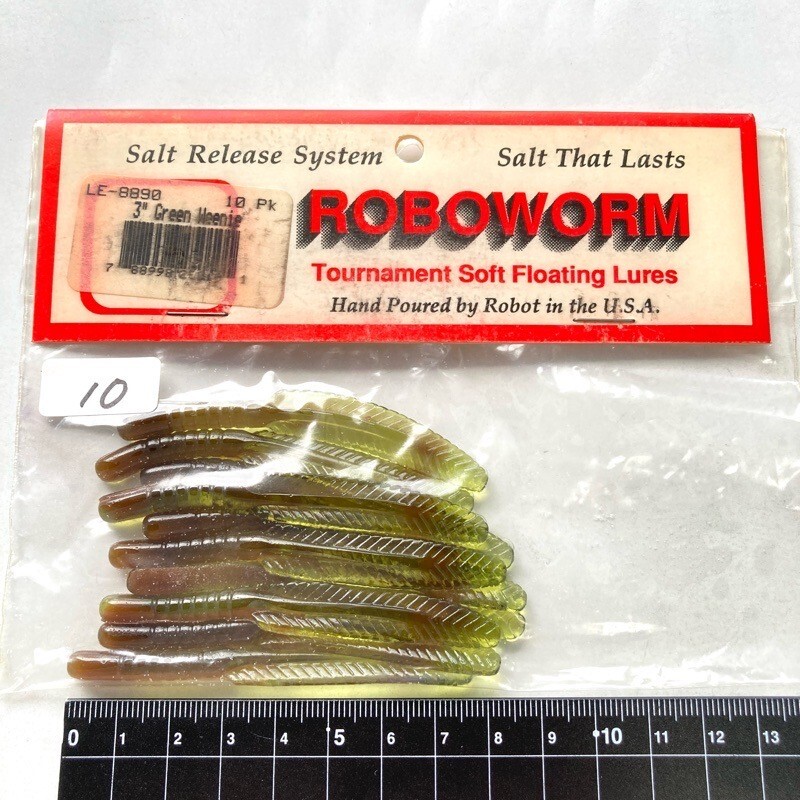 Salt Release System
Salt That Lasts
LE-8890 10 Pk
3" Green Weenie
ROBOWORM
Tournament Soft Floating Lures
Hand Poured by Robot in the U.S.A.
10
0 1 2 3 4 5 6 7 8 9 10 11 12 13